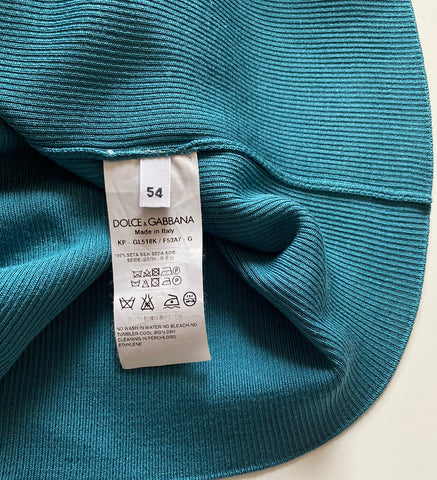 54
DOLCE & GABBANA
Made in Italy
KP - GL518K / F53A7 - G
100% SETA-SILK-SEDA-SOIE-
NO WASH IN WATER-NO BLEACH-NO
TUMBLER-COOL IRON-DRY
CLEANING IN PERCHLORO
ETHYLENE